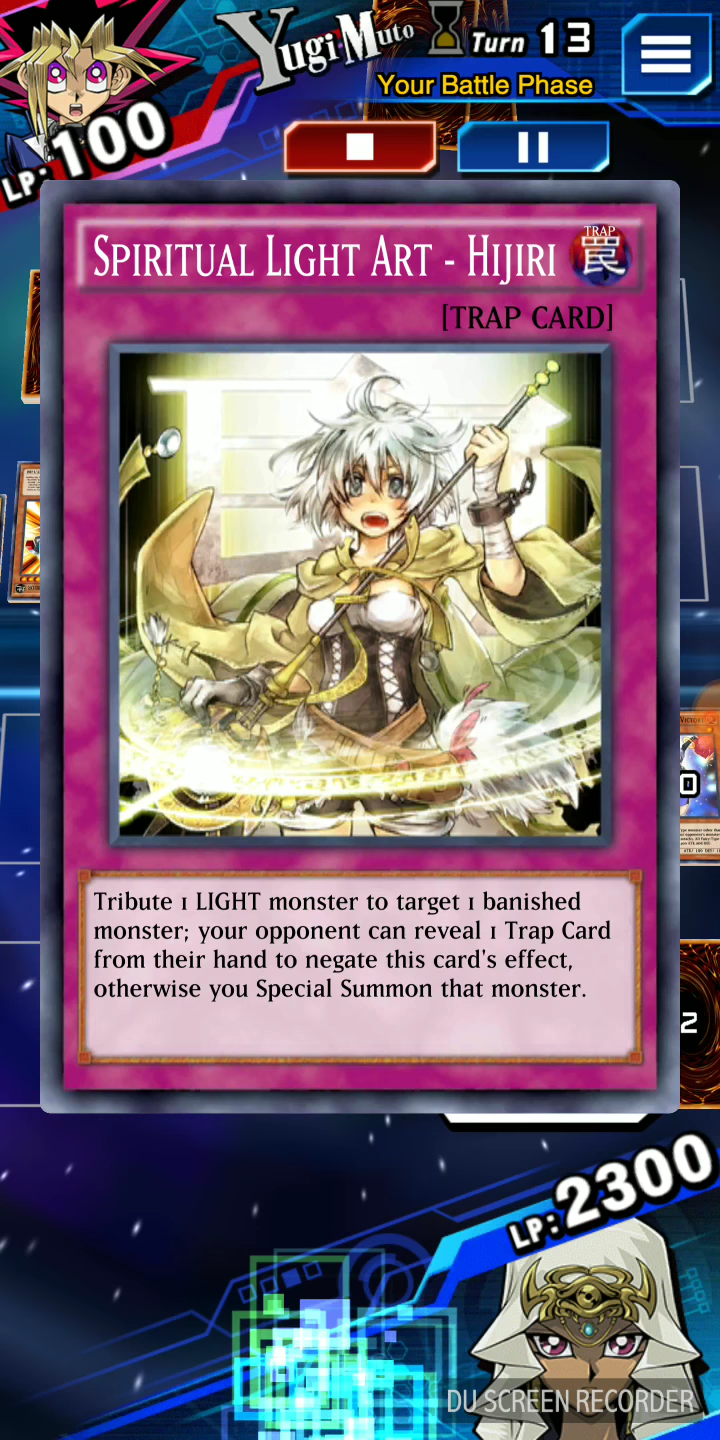 Yugi Muto
Turn 13
Your Battle Phase
LP: 100
SPIRITUAL LIGHT ART - HIJIRI
TRAP
罠
[TRAP CARD]
Tribute 1 LIGHT monster to target 1 banished
monster; your opponent can reveal 1 Trap Card
from their hand to negate this card's effect,
otherwise you Special Summon that monster.
0
2
LP: 2300
DU SCREEN RECORDER